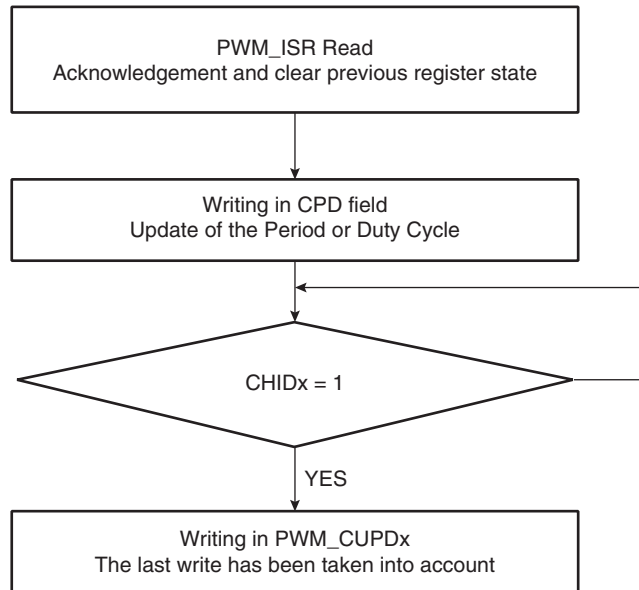 PWM_ISR Read
Acknowledgement and clear previous register state
Writing in CPD field
Update of the Period or Duty Cycle
CHIDx = 1
YES
Writing in PWM_CUPDx
The last write has been taken into account